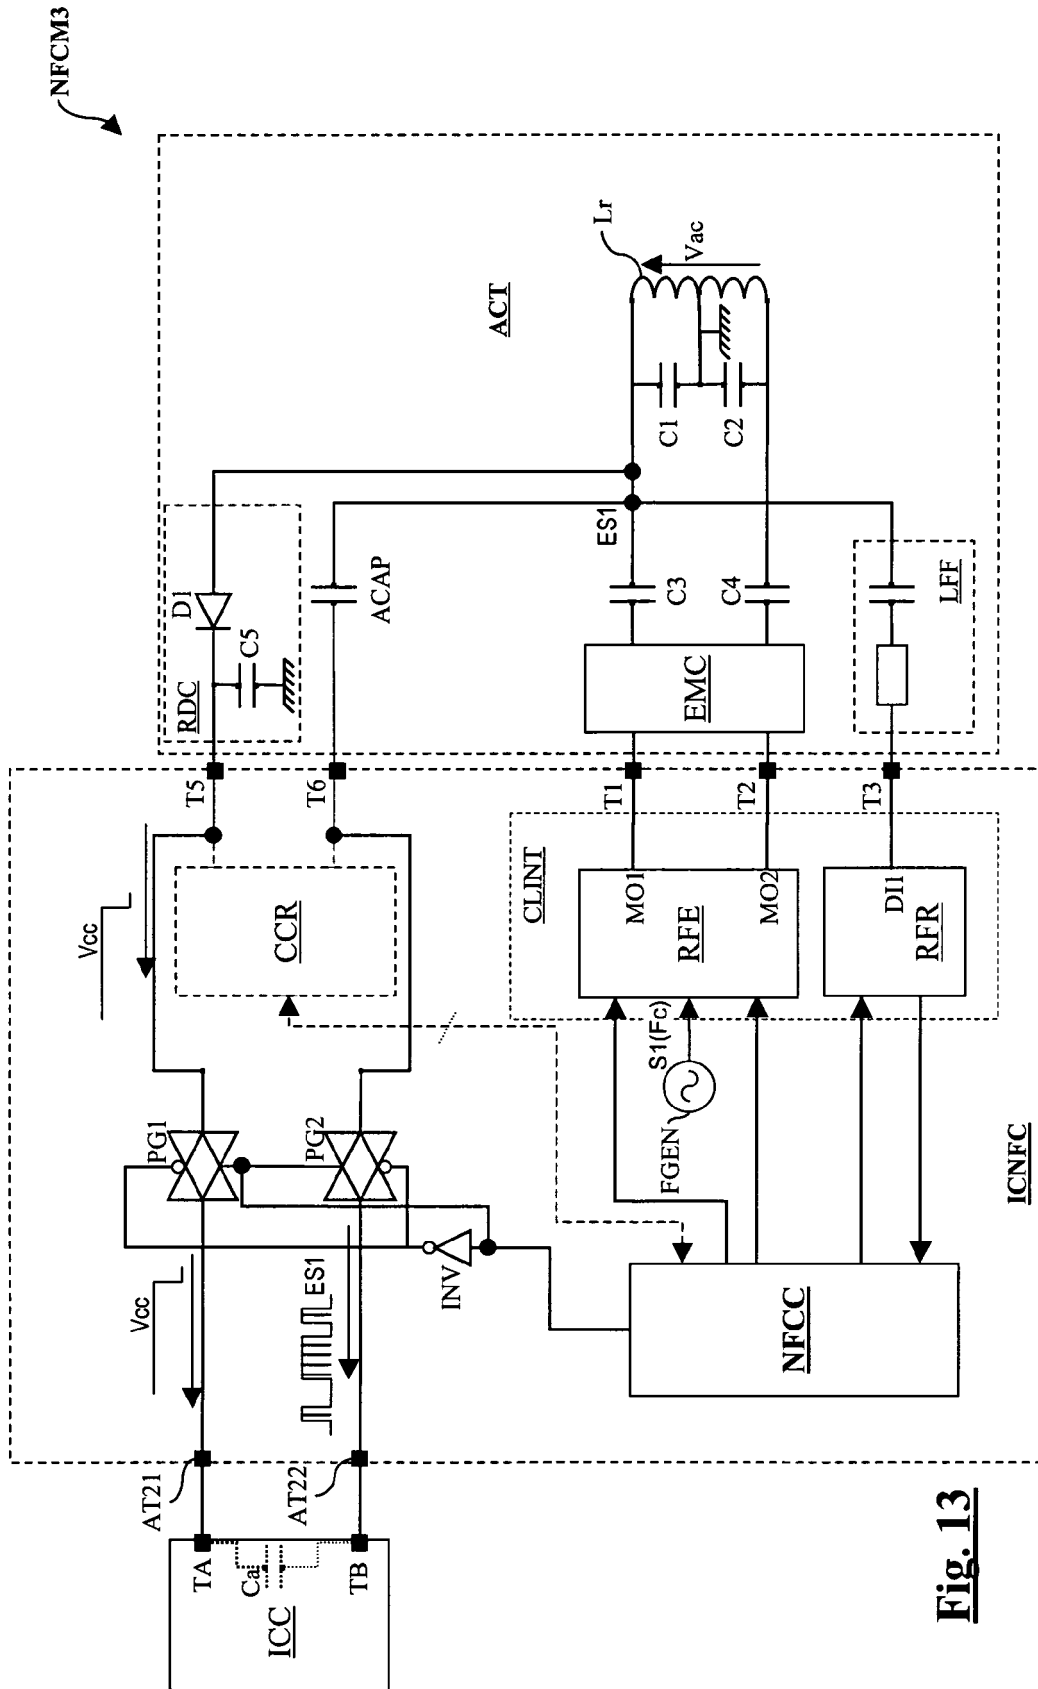 NFCM3
ACT
Lr
Vac
C1
C2
ES1
D1
C5
RDC
ACAP
C3
C4
LFF
EMC
T5
T6
T1
T2
T3
Vcc
CCR
CLINT
MO1
RFE
MO2
DI1
RFR
S1(Fc)
FGEN
PG1
PG2
INV
Vcc
ES1
NFCC
ICNFC
AT21
AT22
TA
Ca
TB
ICC
Fig. 13